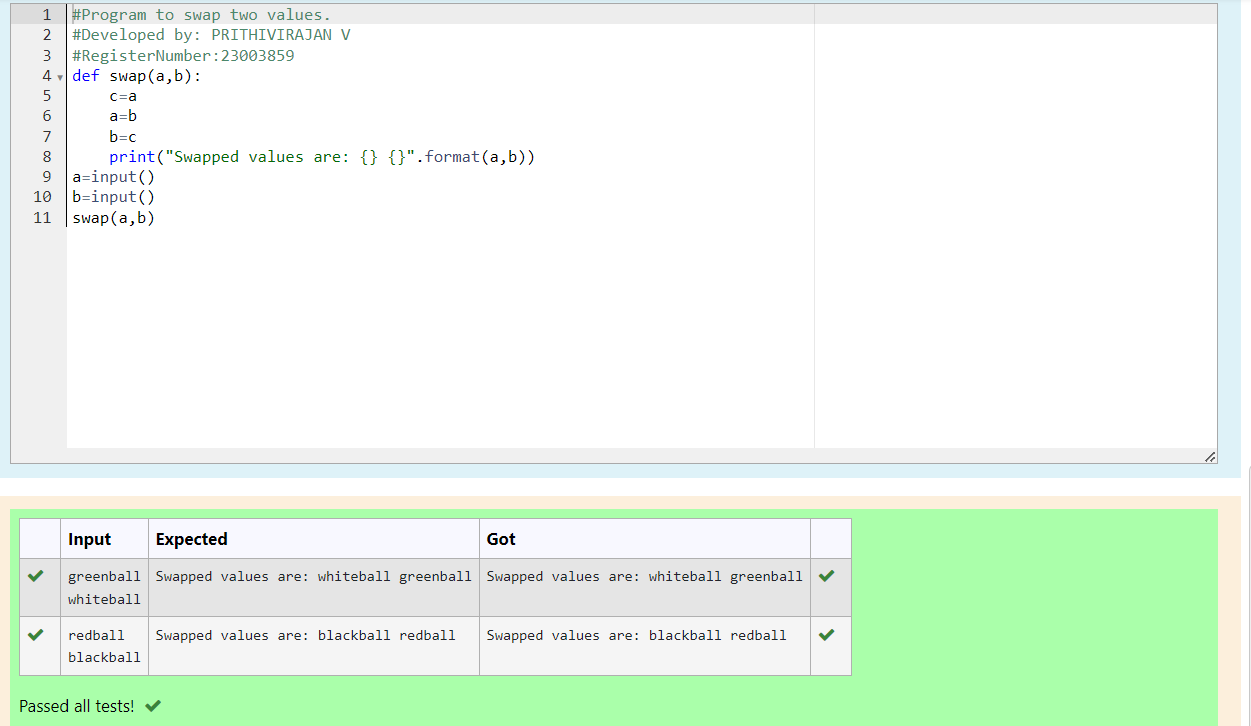 1 #Program to swap two values.
2 #Developed by: PRITHIVIRAJAN V
3 #RegisterNumber:23003859
4 def swap(a,b):
5     c=a
6     a=b
7     b=c
8     print("Swapped values are: {} {}".format(a,b))
9 a=input()
10 b=input()
11 swap(a,b)
Input Expected Got
greenball Swapped values are: whiteball greenball Swapped values are: whiteball greenball
whiteball
redball Swapped values are: blackball redball Swapped values are: blackball redball
blackball
Passed all tests!